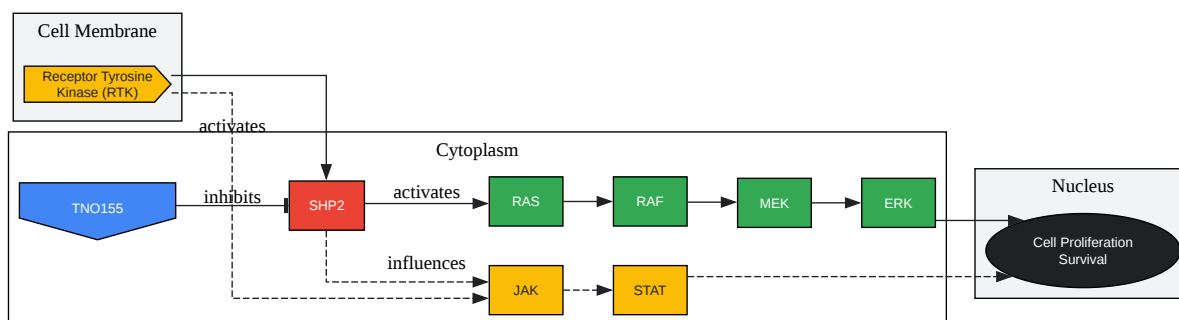 Cell Membrane
Receptor Tyrosine
Kinase (RTK)
activates
Cytoplasm
TNO155
inhibits
SHP2
activates
RAS
RAF
MEK
ERK
influences
JAK
STAT
Nucleus
Cell Proliferation
Survival